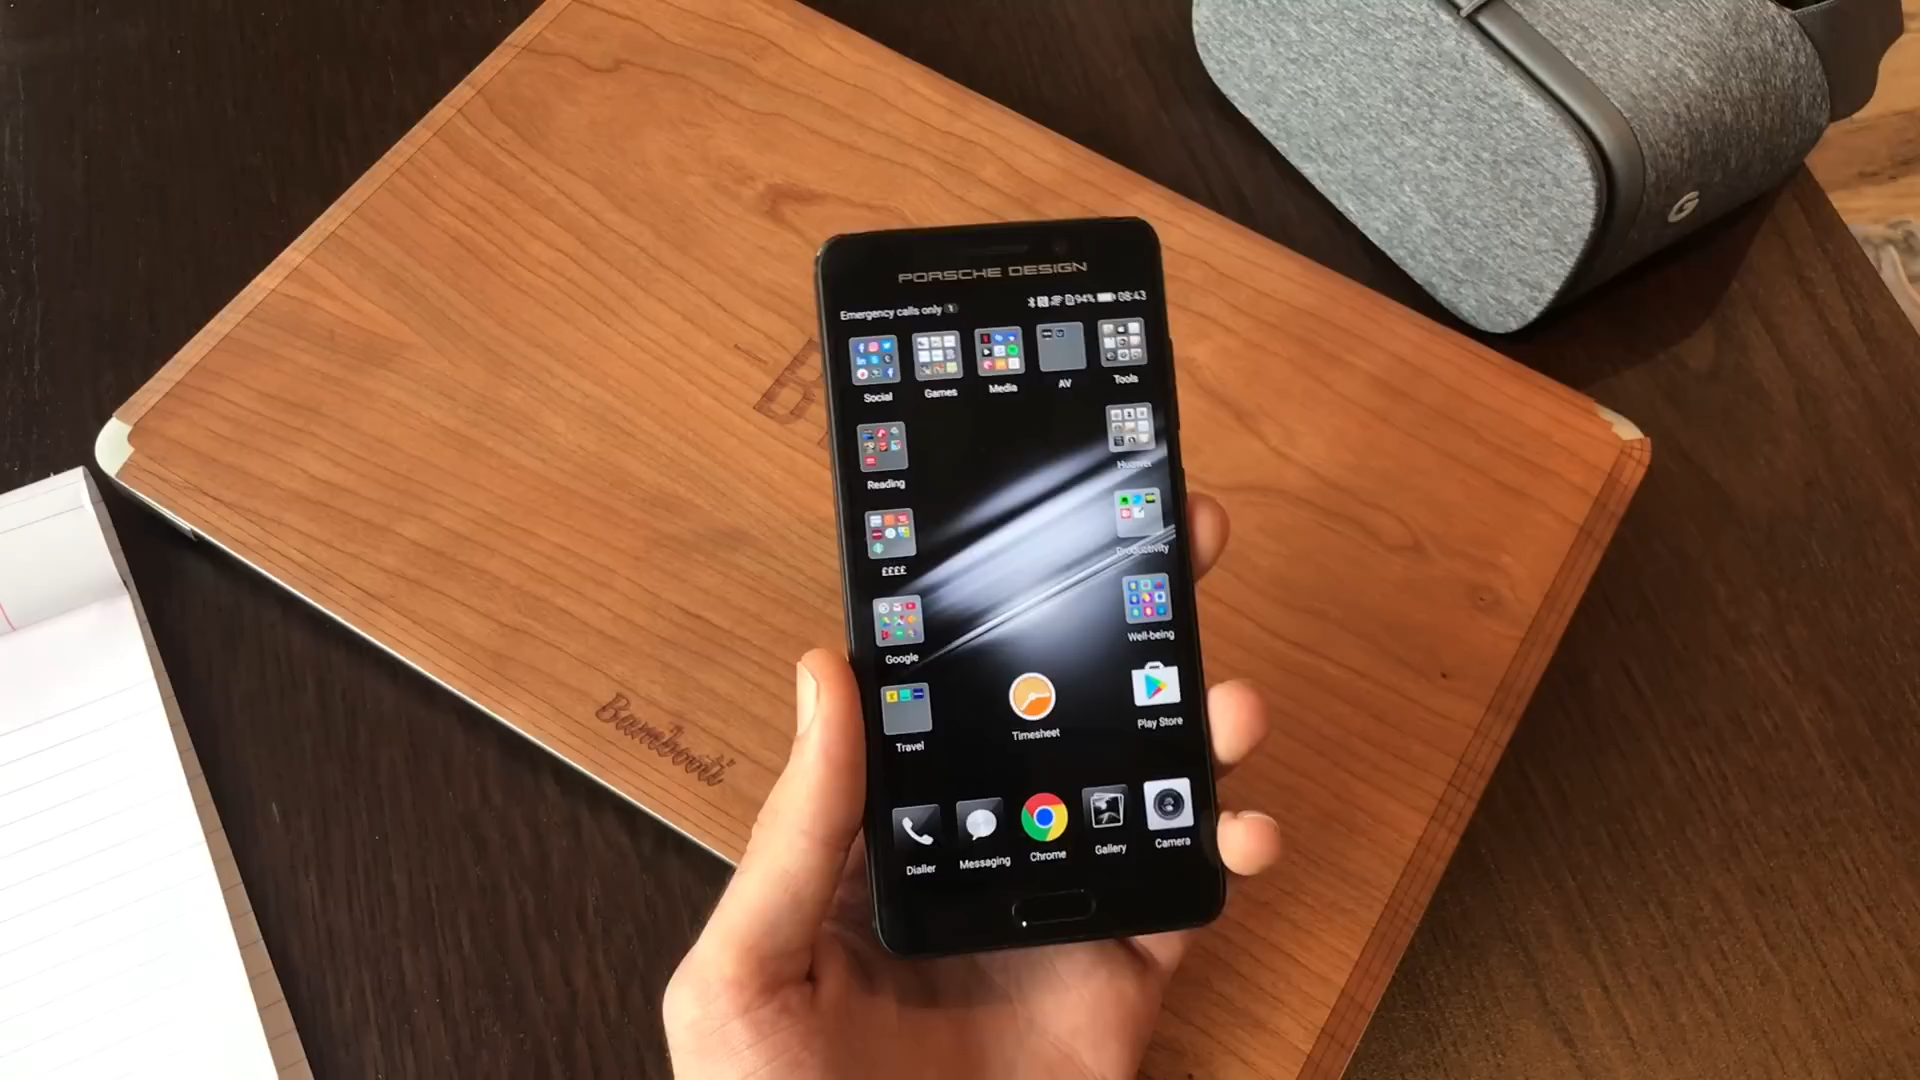 G
PORSCHE DESIGN
Emergency calls only 1
94% 08:43
Social
Games
Media
AV
Tools
Reading
Huawei
££££
Productivity
Google
Well-being
Travel
Timesheet
Play Store
Dialler
Messaging
Chrome
Gallery
Camera
Bambooti